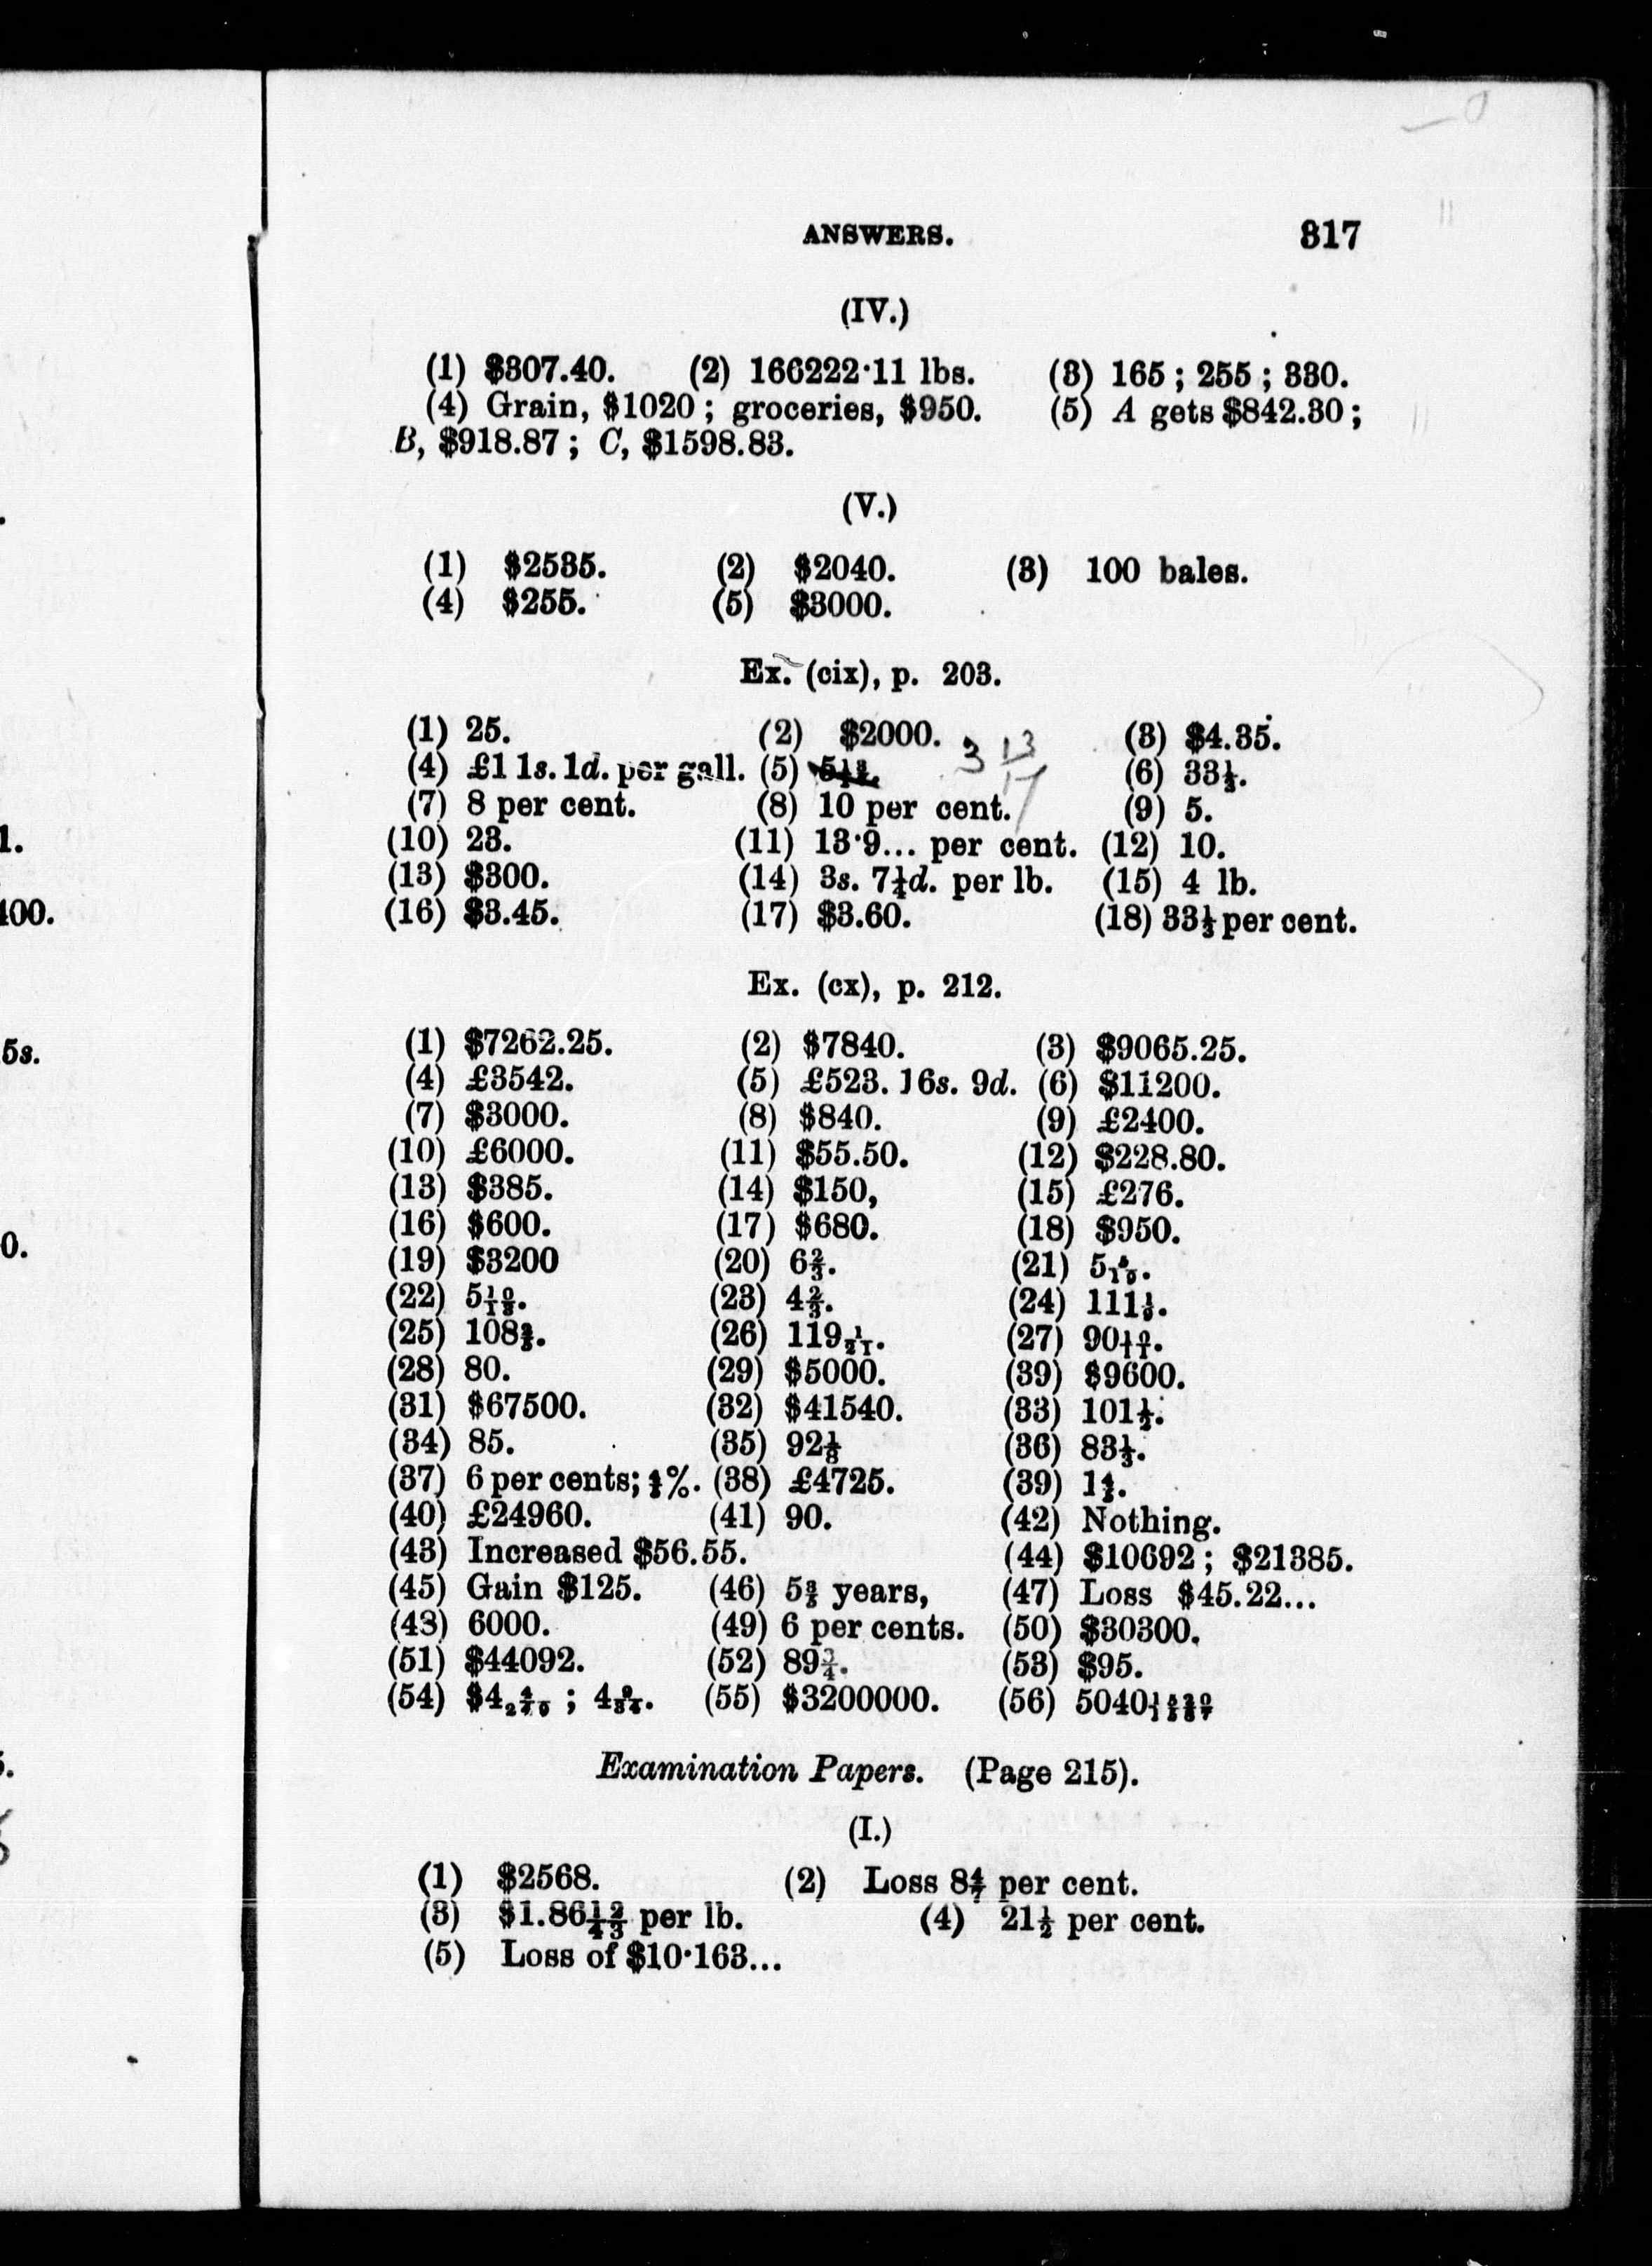 ANSWERS. 317
(IV.)
(1) $307.40. (2) 166222·11 lbs. (3) 165 ; 255 ; 330.
(4) Grain, $1020 ; groceries, $950. (5) A gets $842.30 ;
B, $918.87 ; C, $1598.83.
(V.)
(1) $2535. (2) $2040. (3) 100 bales.
(4) $255. (5) $3000.
Ex. (cix), p. 203.
(1) 25. (2) $2000. (3) $4.35.
(4) £1 1s. 1d. per gall. (5) 3 13/17 (6) 33⅓.
(7) 8 per cent. (8) 10 per cent. (9) 5.
(10) 23. (11) 13·9... per cent. (12) 10.
(13) $300. (14) 3s. 7¼d. per lb. (15) 4 lb.
(16) $3.45. (17) $3.60. (18) 33⅓ per cent.
Ex. (cx), p. 212.
(1) $7262.25. (2) $7840. (3) $9065.25.
(4) £3542. (5) £523. 16s. 9d. (6) $11200.
(7) $3000. (8) $840. (9) £2400.
(10) £6000. (11) $55.50. (12) $228.80.
(13) $385. (14) $150, (15) £276.
(16) $600. (17) $680. (18) $950.
(19) $3200 (20) 6⅔. (21)
(22) (23) 4⅔. (24) 111⅑.
(25) (26) 119 1/21. (27) 90 10/11.
(28) 80. (29) $5000. (39) $9600.
(31) $67500. (32) $41540. (33) 101½.
(34) 85. (35) 92⅛ (36) 83⅓.
(37) 6 per cents; (38) £4725. (39)
(40) £24960. (41) 90. (42) Nothing.
(43) Increased $56.55. (44) $10692 ; $21385.
(45) Gain $125. (46) years, (47) Loss $45.22...
(43) 6000. (49) 6 per cents. (50) $30300.
(51) $44092. (52) 89¾. (53) $95.
(54) (55) $3200000. (56)
Examination Papers. (Page 215).
(I.)
(1) $2568. (2) Loss 8 4/7 per cent.
(3) $1.86 12/43 per lb. (4) 21½ per cent.
(5) Loss of $10·163...
100.
5s.
0.